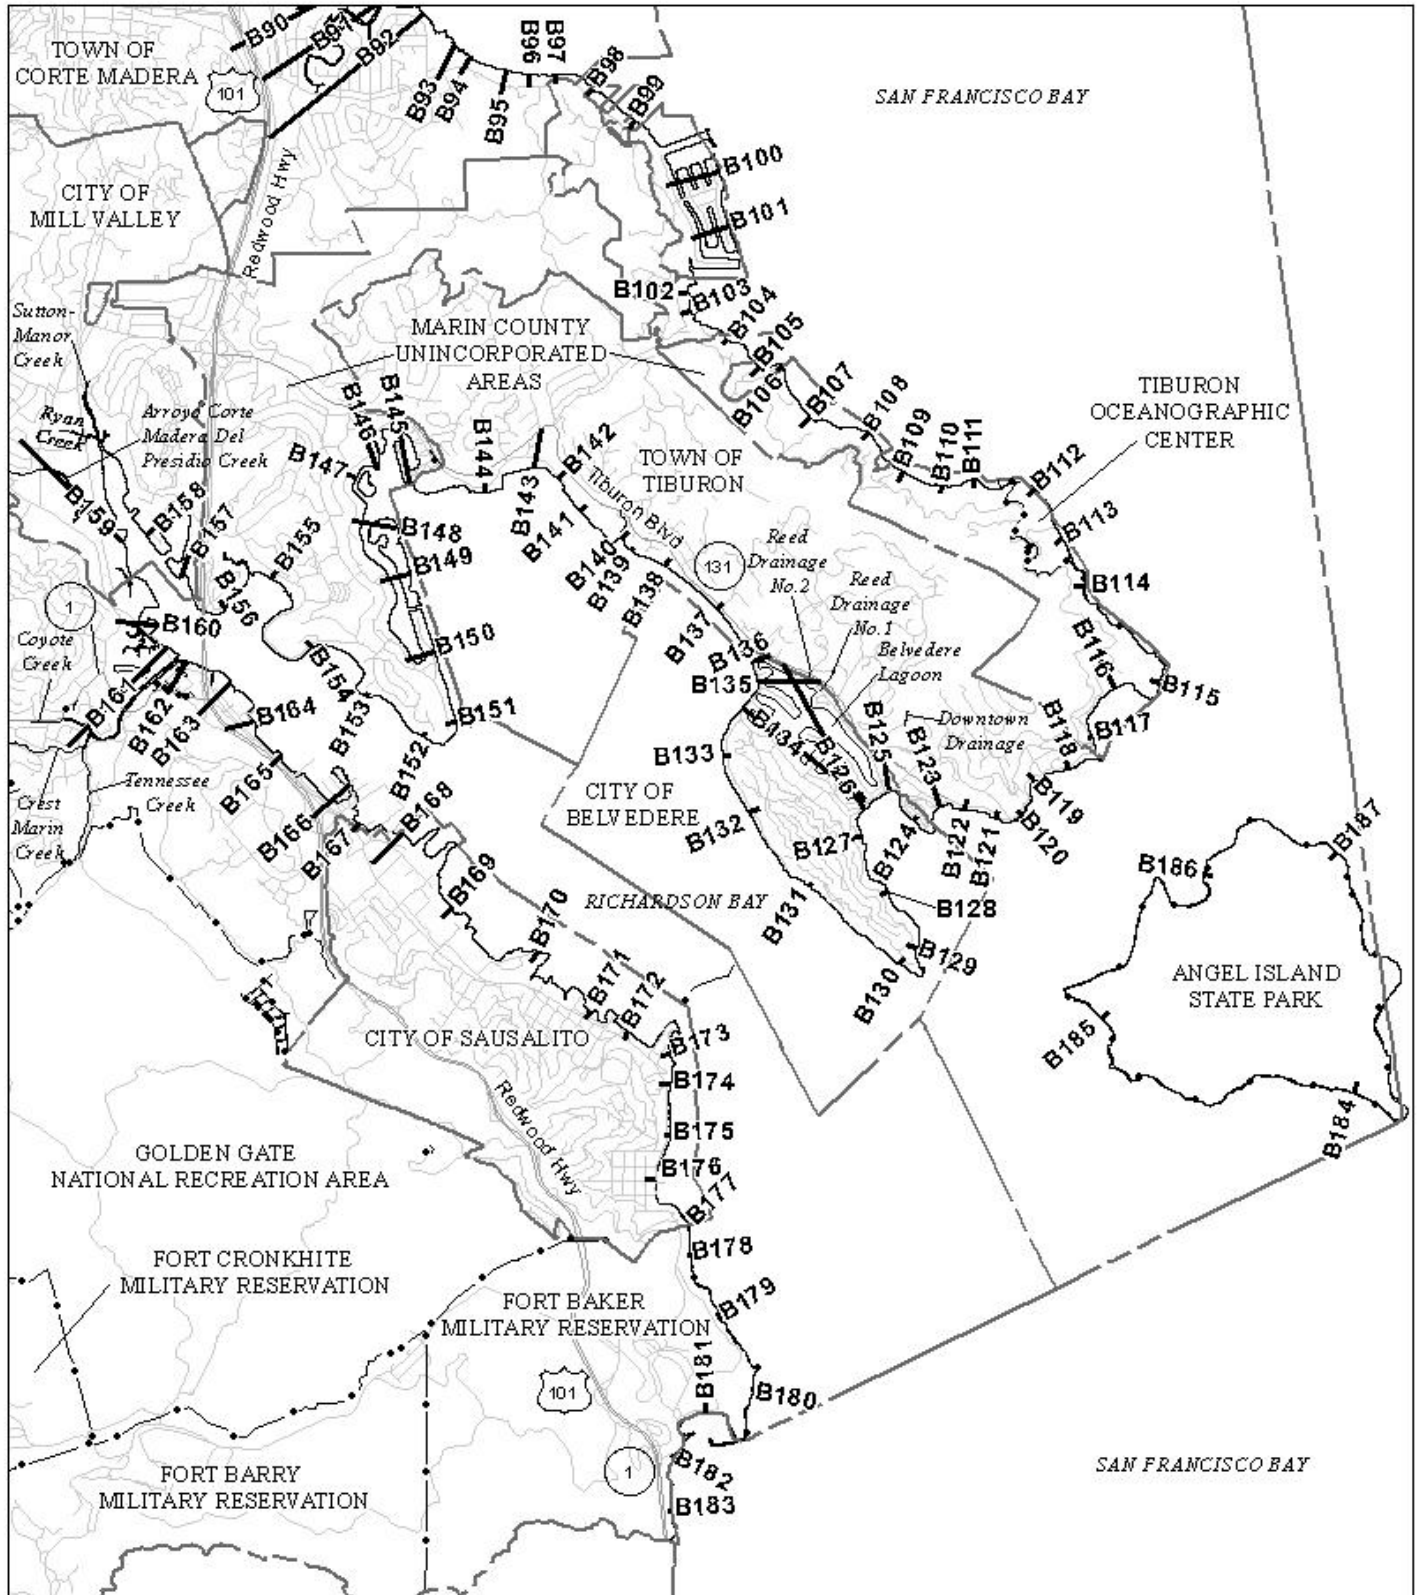 B90
B91
B92
B93
B94
B95
B96
B97
B98
B99
TOWN OF
CORTE MADERA
101
SAN FRANCISCO BAY
CITY OF
MILL VALLEY
Redwood Hwy
B100
B101
B102
B103
B104
B105
B106
B107
B108
B109
B110
B111
B112
B113
B114
B115
B116
B117
B118
B119
B120
B121
B122
B123
B124
B125
B126
B127
B128
B129
B130
B131
B132
B133
B134
B135
B136
B137
B138
B139
B140
B141
B142
B143
B144
B145
B146
B147
B148
B149
B150
B151
B152
B153
B154
B155
B156
B157
B158
B159
B160
B161
B162
B163
B164
B165
B166
B167
B168
B169
B170
B171
B172
B173
B174
B175
B176
B177
B178
B179
B180
B181
B182
B183
B184
B185
B186
B187
Sutton-
Manor
Creek
MARIN COUNTY
UNINCORPORATED
AREAS
TIBURON
OCEANOGRAPHIC
CENTER
Ryan
Creek
Arroyo Corte
Madera Del
Presidio Creek
TOWN OF
TIBURON
Tiburon Blvd
131
Reed
Drainage
No.2
Reed
Drainage
No.1
Belvedere
Lagoon
Downtown
Drainage
1
Coyote
Creek
Tennessee
Creek
Crest
Marin
Creek
CITY OF
BELVEDERE
RICHARDSON BAY
ANGEL ISLAND
STATE PARK
CITY OF SAUSALITO
Redwood Hwy
GOLDEN GATE
NATIONAL RECREATION AREA
FORT CRONKHITE
MILITARY RESERVATION
FORT BAKER
MILITARY RESERVATION
101
FORT BARRY
MILITARY RESERVATION
1
SAN FRANCISCO BAY